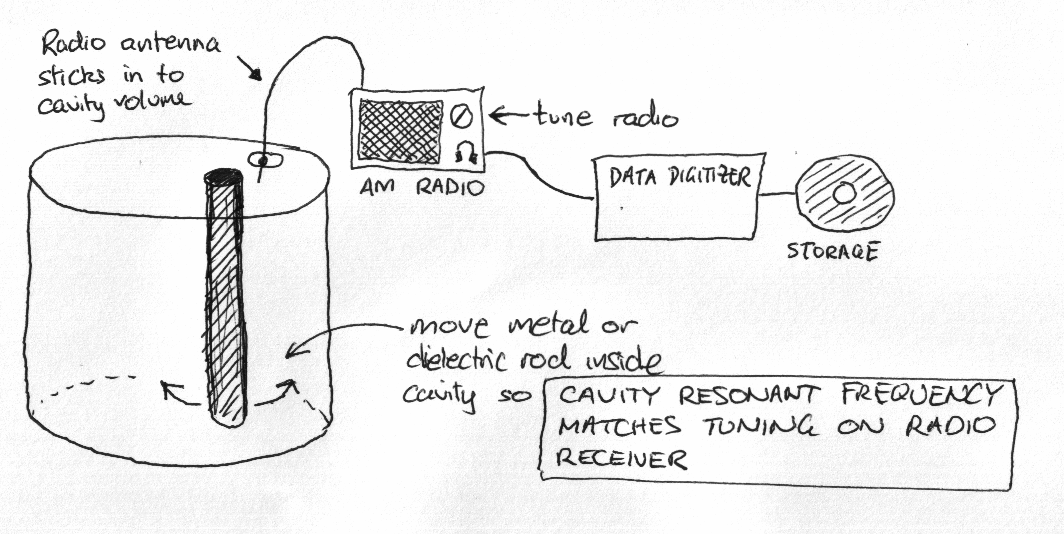 Radio antenna
sticks in to
cavity volume
tune radio
AM RADIO
DATA DIGITIZER
STORAGE
move metal or
dielectric rod inside
cavity so
CAVITY RESONANT FREQUENCY
MATCHES TUNING ON RADIO
RECEIVER